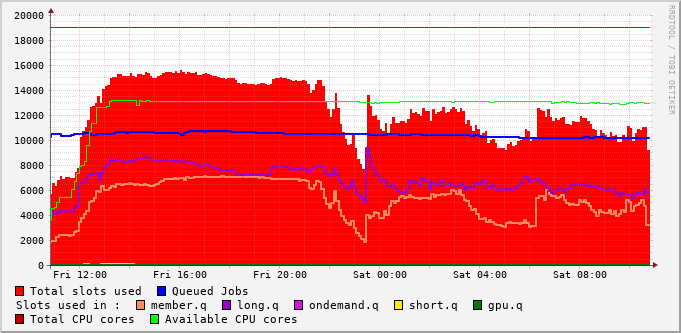 20000
18000
16000
14000
12000
10000
8000
6000
4000
2000
0
Fri 12:00 Fri 16:00 Fri 20:00 Sat 00:00 Sat 04:00 Sat 08:00
Total slots used Queued Jobs
Slots used in : member.q long.q ondemand.q short.q gpu.q
Total CPU cores Available CPU cores
RRDTOOL / TOBI OETIKER